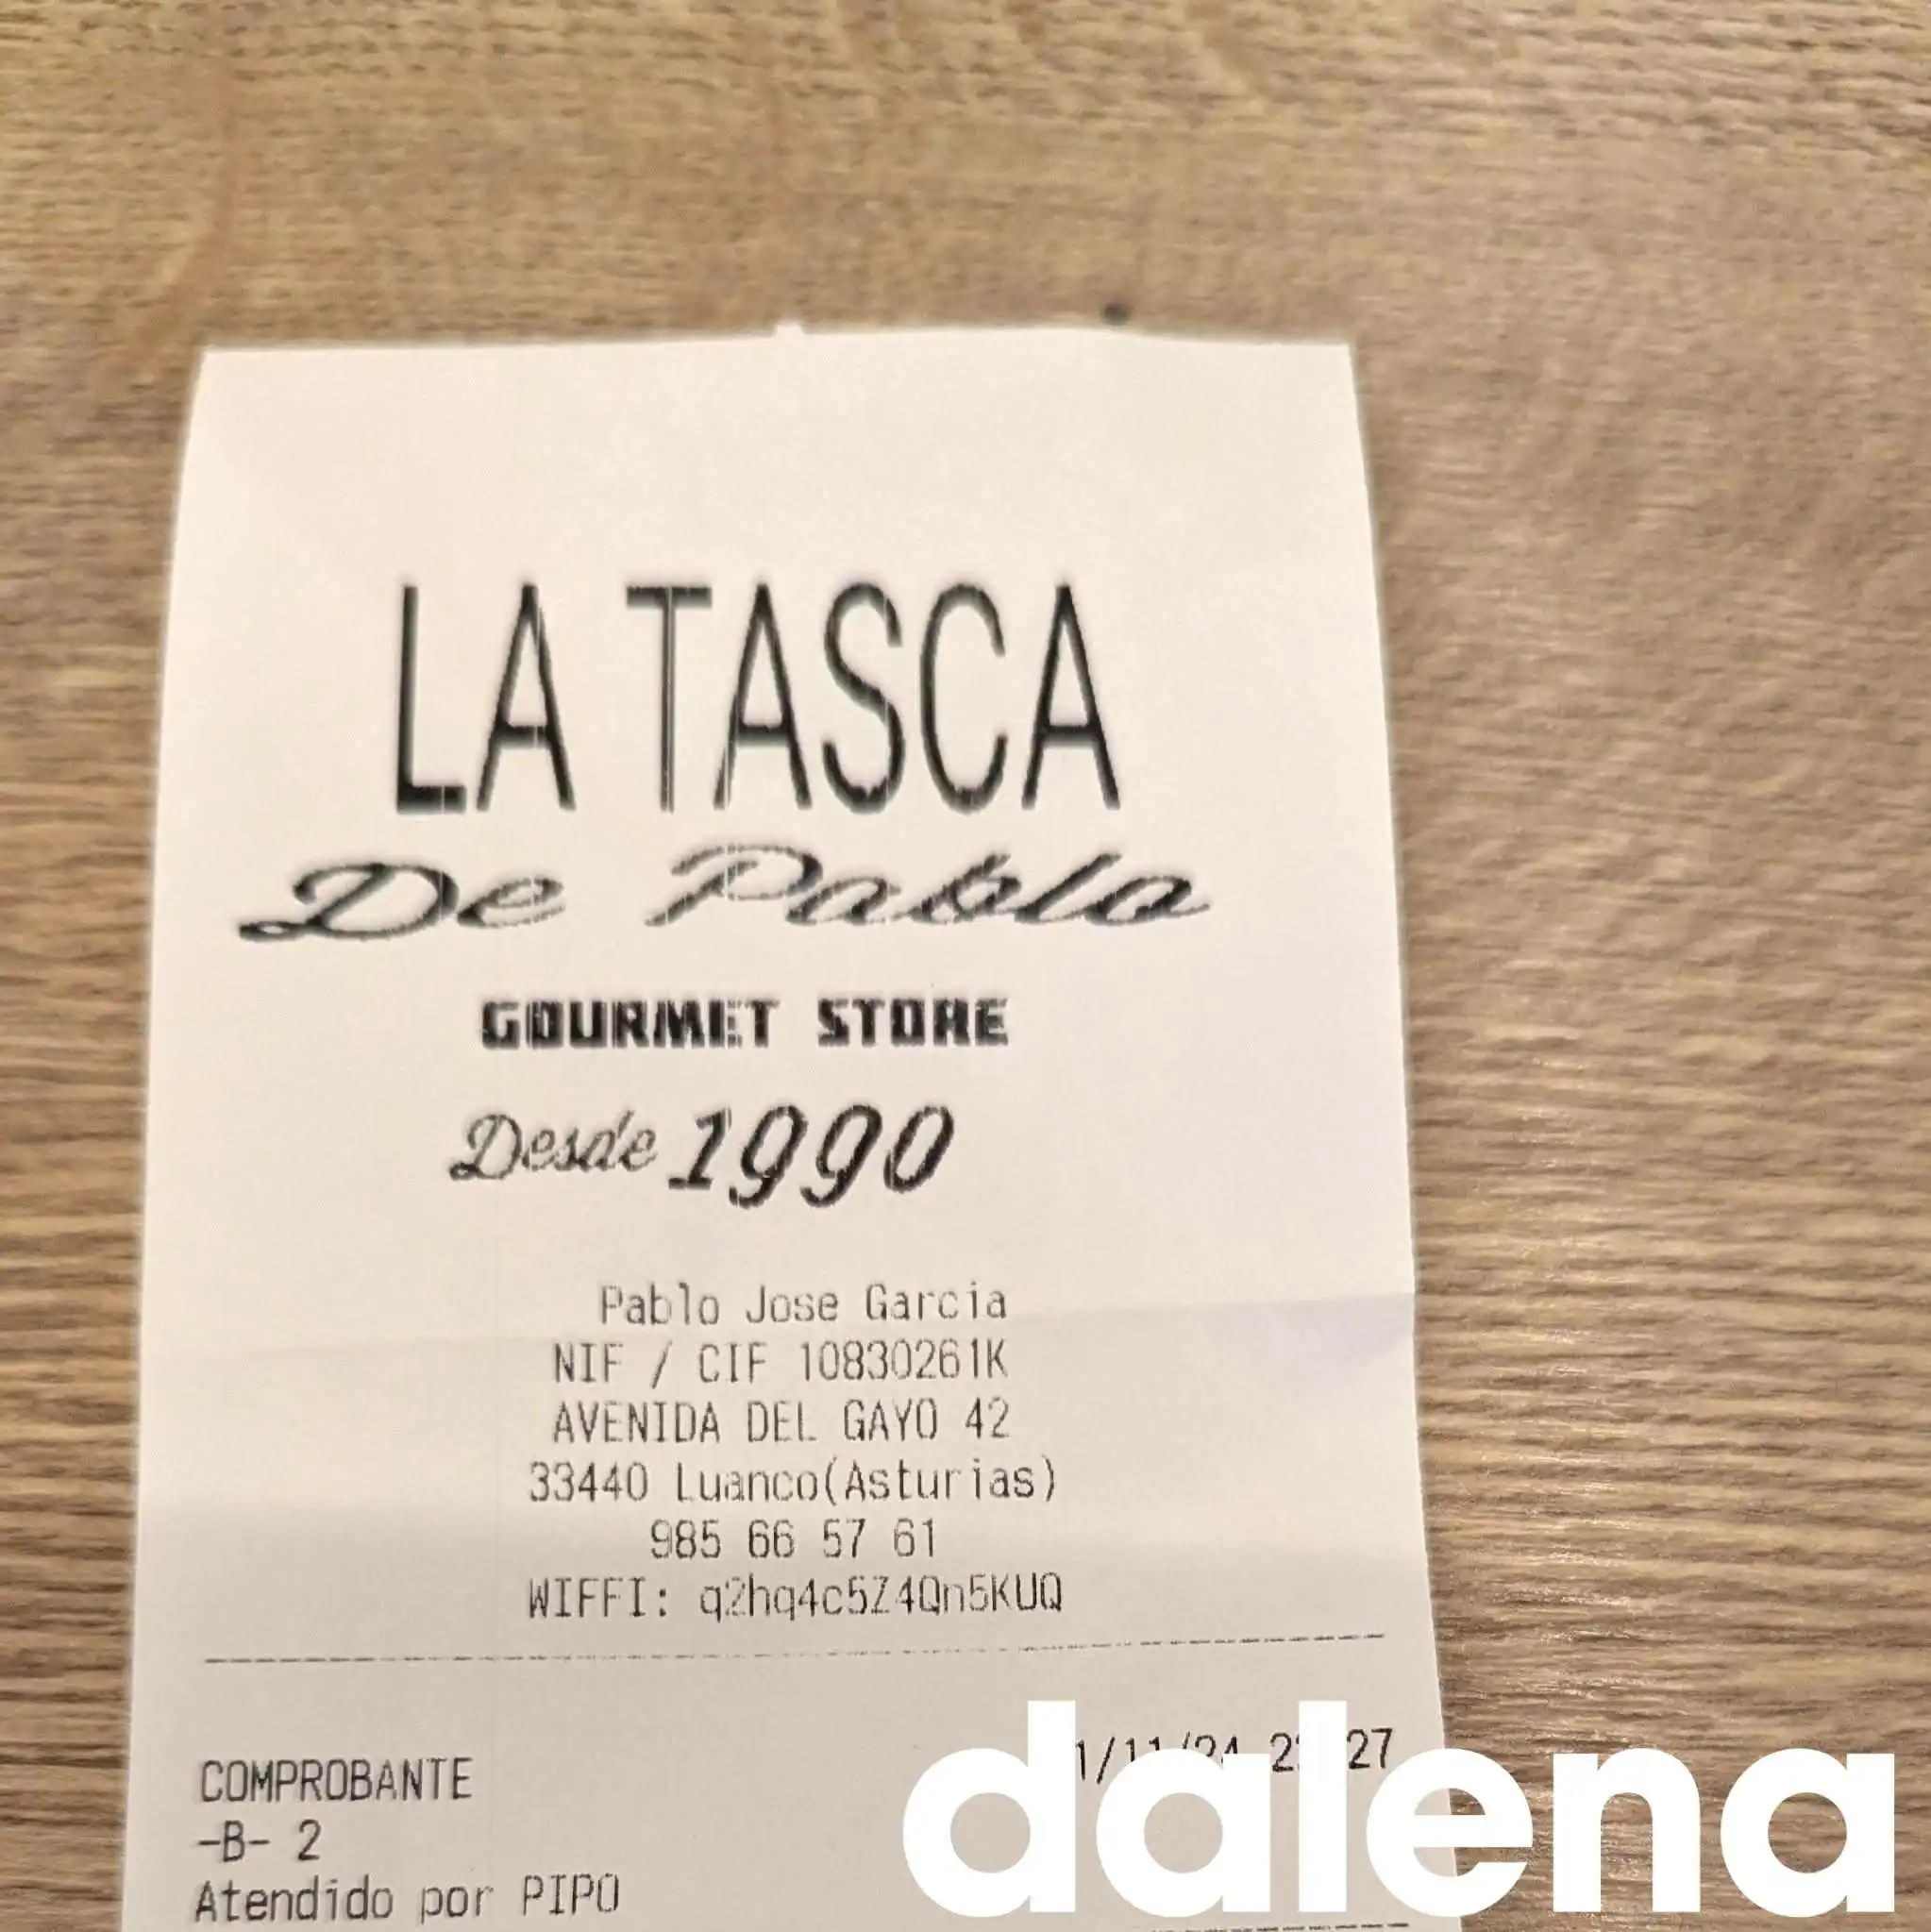 LA TASCA
De Pablo
GOURMET STORE
Desde 1990
Pablo Jose Garcia
NIF / CIF 10830261K
AVENIDA DEL GAYO 42
33440 Luanco(Asturias)
985 66 57 61
WIFFI: q2hq4c5Z4Qn5KUQ
COMPROBANTE
-B- 2
Atendido por PIPO
dalena